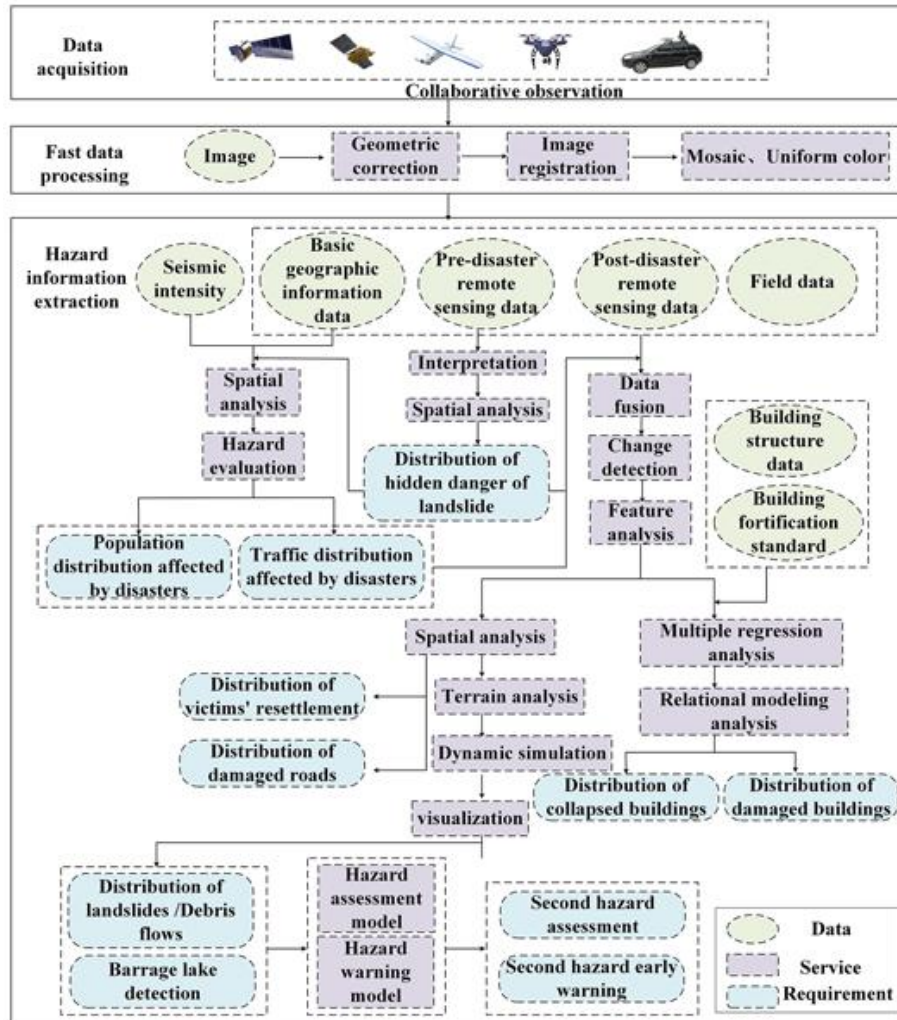 Data
acquisition
Collaborative observation
Fast data
processing
Image
Geometric
correction
Image
registration
Mosaic、Uniform color
Hazard
information
extraction
Seismic
intensity
Basic
geographic
information
data
Pre-disaster
remote
sensing data
Post-disaster
remote
sensing data
Field data
Spatial
analysis
Hazard
evaluation
Interpretation
Spatial analysis
Distribution of
hidden danger of
landslide
Data
fusion
Change
detection
Feature
analysis
Building
structure
data
Building
fortification
standard
Population
distribution affected
by disasters
Traffic distribution
affected by disasters
Spatial analysis
Terrain analysis
Dynamic simulation
visualization
Distribution of
victims' resettlement
Distribution of
damaged roads
Multiple regression
analysis
Relational modeling
analysis
Distribution of
collapsed buildings
Distribution of
damaged buildings
Distribution of
landslides /Debris
flows
Barrage lake
detection
Hazard
assessment
model
Hazard
warning
model
Second hazard
assessment
Second hazard early
warning
Data
Service
Requirement